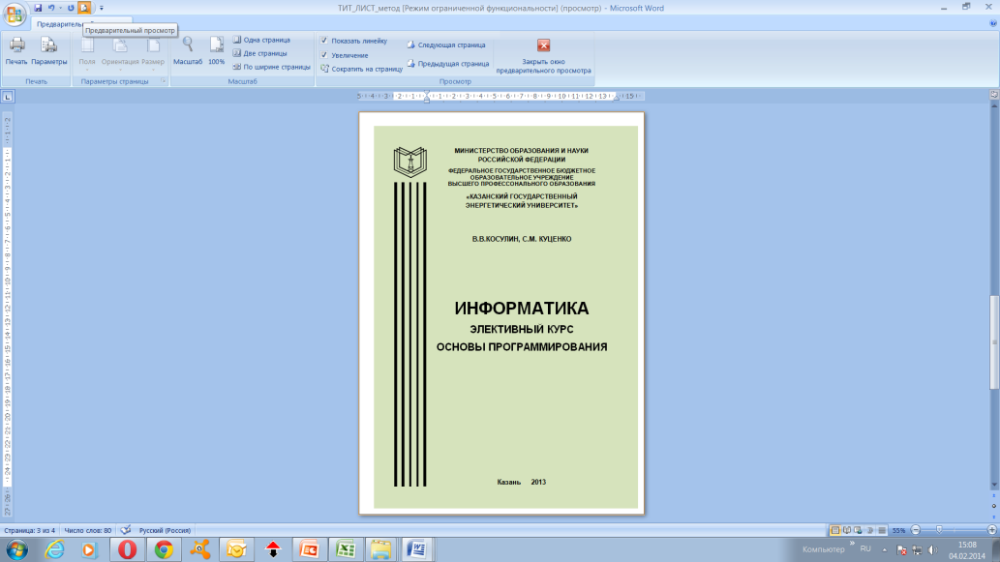 ТИТ_ЛИСТ_метод [Режим ограниченной функциональности] (просмотр) - Microsoft Word
Предварительный просмотр
Печать
Параметры
Поля
Ориентация
Размер
Масштаб
100%
Одна страница
Две страницы
По ширине страницы
Показать линейку
Увеличение
Сократить на страницу
Следующая страница
Предыдущая страница
Закрыть окно
предварительного просмотра
Печать
Параметры страницы
Масштаб
Просмотр
МИНИСТЕРСТВО ОБРАЗОВАНИЯ И НАУКИ
РОССИЙСКОЙ ФЕДЕРАЦИИ
ФЕДЕРАЛЬНОЕ ГОСУДАРСТВЕННОЕ БЮДЖЕТНОЕ
ОБРАЗОВАТЕЛЬНОЕ УЧРЕЖДЕНИЕ
ВЫСШЕГО ПРОФЕССИОНАЛЬНОГО ОБРАЗОВАНИЯ
«КАЗАНСКИЙ ГОСУДАРСТВЕННЫЙ
ЭНЕРГЕТИЧЕСКИЙ УНИВЕРСИТЕТ»
В.В.КОСУЛИН, С.М. КУЦЕНКО
ИНФОРМАТИКА
ЭЛЕКТИВНЫЙ КУРС
ОСНОВЫ ПРОГРАММИРОВАНИЯ
Казань 2013
Страница: 3 из 4 Число слов: 80 Русский (Россия)
55%
Компьютер
RU
15:08
04.02.2014